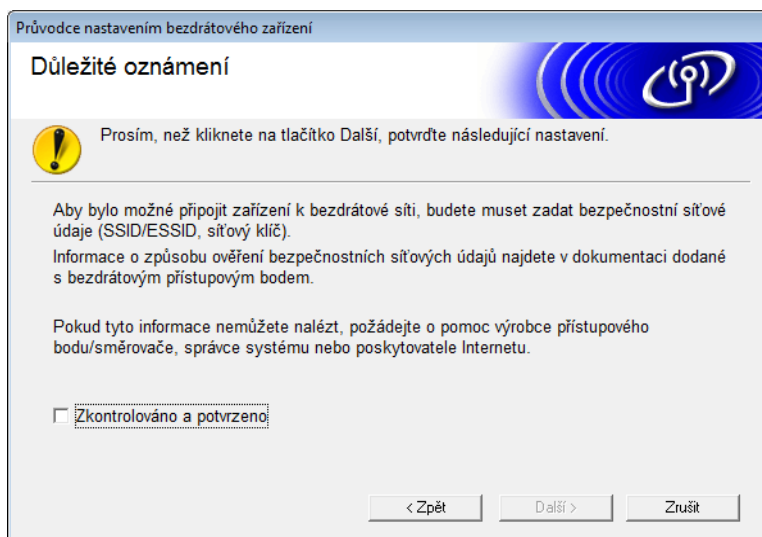 Průvodce nastavením bezdrátového zařízení
Důležité oznámení
Prosím, než kliknete na tlačítko Další, potvrďte následující nastavení.
Aby bylo možné připojit zařízení k bezdrátové síti, budete muset zadat bezpečnostní síťové
údaje (SSID/ESSID, síťový klíč).
Informace o způsobu ověření bezpečnostních síťových údajů najdete v dokumentaci dodané
s bezdrátovým přístupovým bodem.
Pokud tyto informace nemůžete nalézt, požádejte o pomoc výrobce přístupového
bodu/směrovače, správce systému nebo poskytovatele Internetu.
Zkontrolováno a potvrzeno
< Zpět
Další >
Zrušit